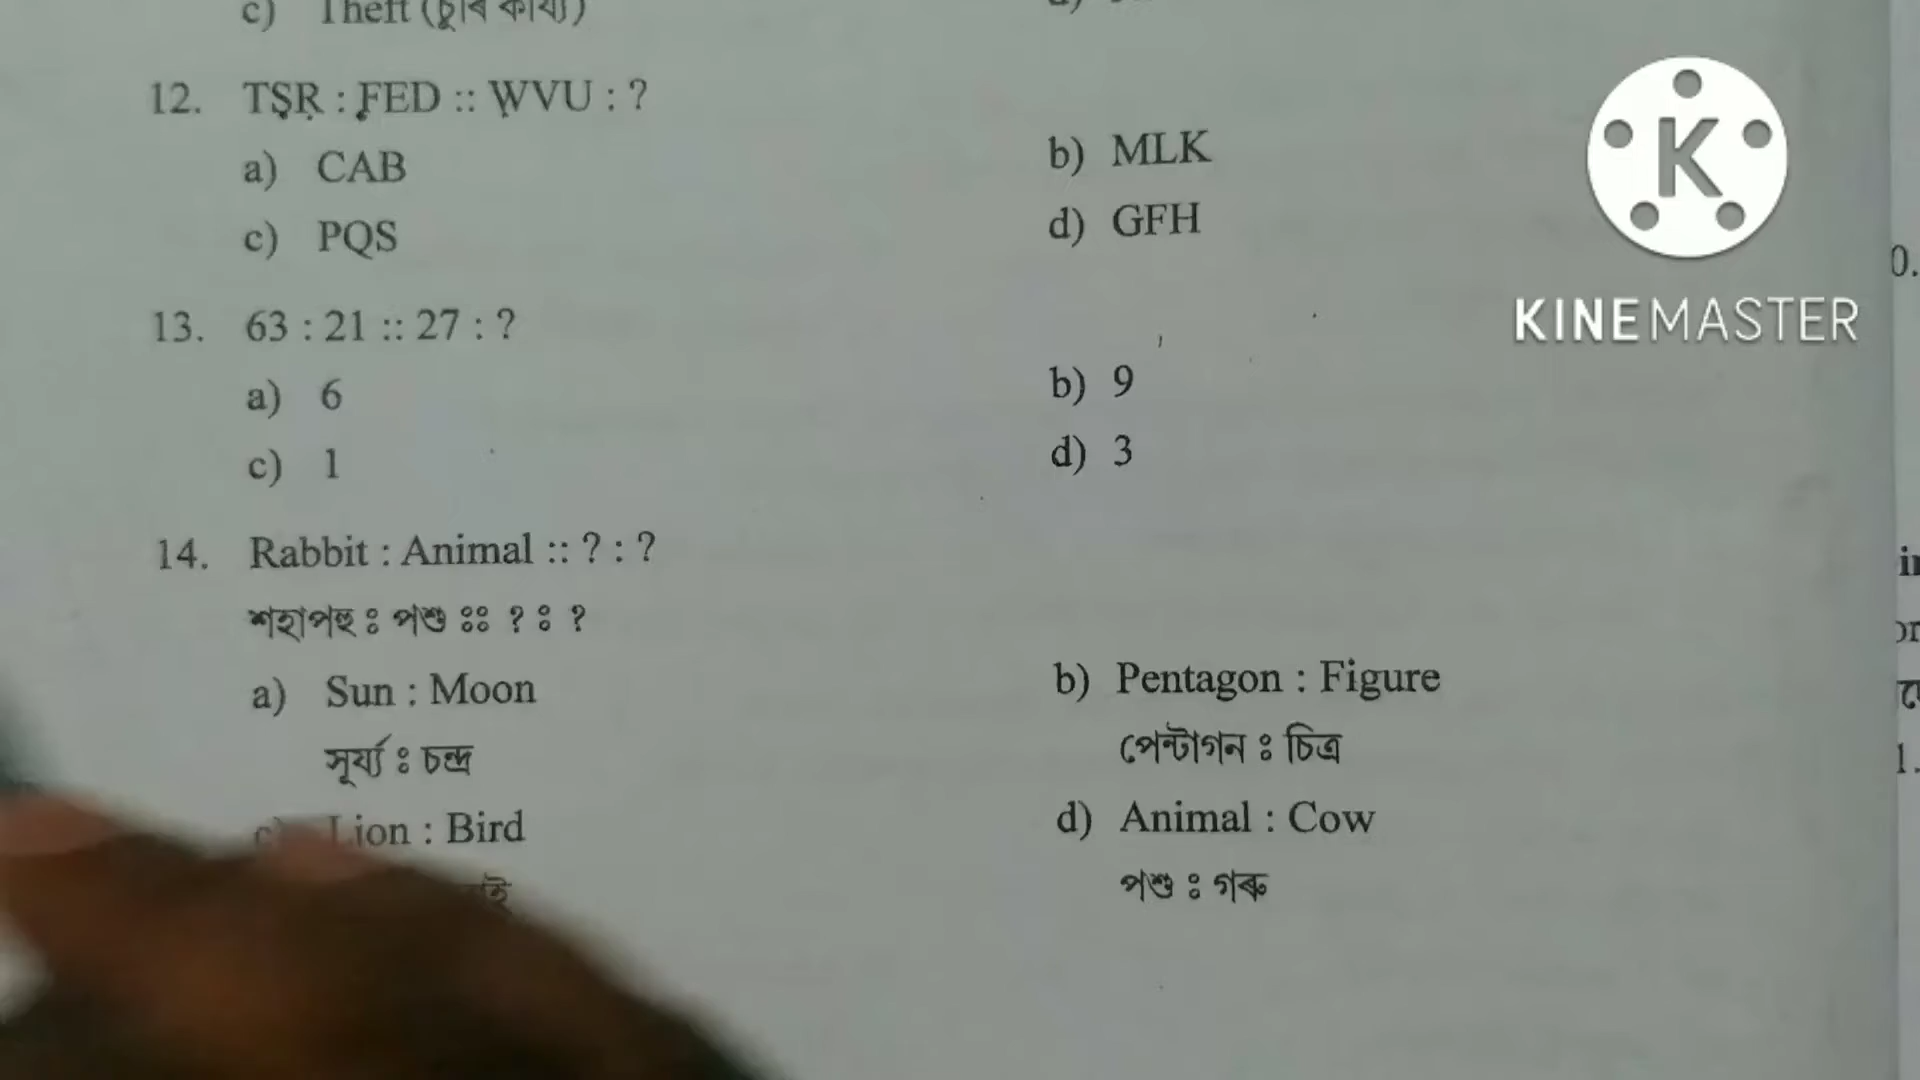 c) Theft (চুৰি কাৰ্য্য)
12. TSR : FED :: WVU : ?
a) CAB
b) MLK
c) PQS
d) GFH
13. 63 : 21 :: 27 : ?
a) 6
b) 9
c) 1
d) 3
14. Rabbit : Animal :: ? : ?
শহাপহু ঃ পশু ঃঃ ? ঃ ?
a) Sun : Moon
b) Pentagon : Figure
সূৰ্য্য ঃ চন্দ্ৰ
পেন্টাগন ঃ চিত্ৰ
c) Lion : Bird
d) Animal : Cow
পশু ঃ গৰু
KINEMASTER